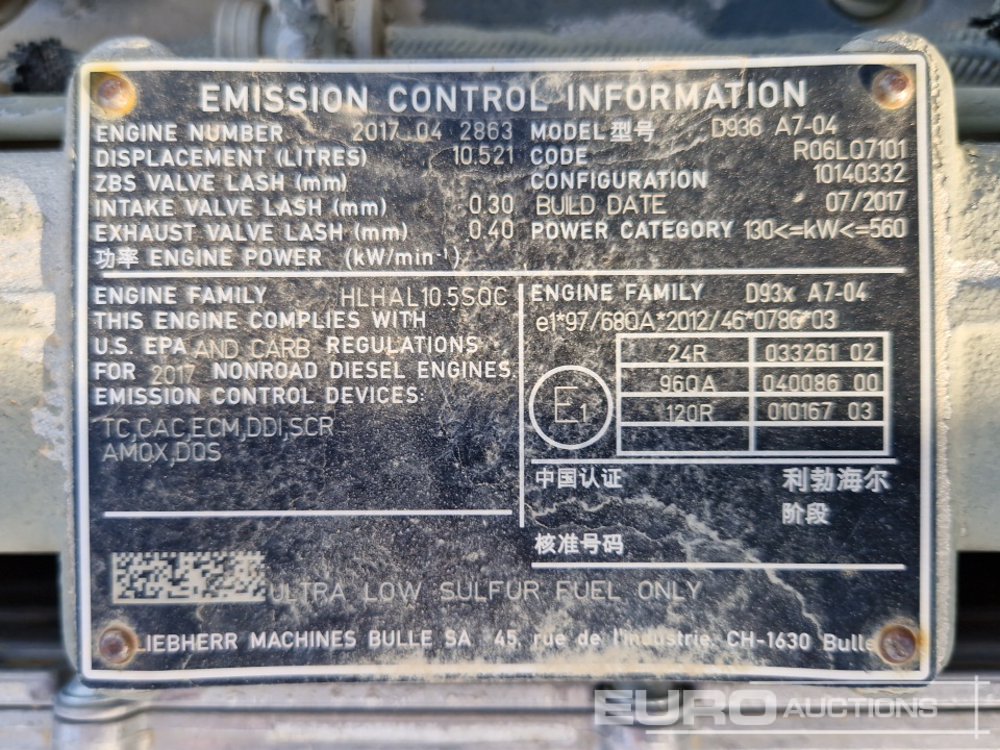 EMISSION CONTROL INFORMATION
ENGINE NUMBER 2017 04 2863
DISPLACEMENT (LITRES) 10.521
ZBS VALVE LASH (mm)
INTAKE VALVE LASH (mm) 0.30
EXHAUST VALVE LASH (mm) 0.40
功率 ENGINE POWER (kW/min⁻¹)
MODEL 型号 D936 A7-04
CODE R06LQ7101
CONFIGURATION 10140332
BUILD DATE 07/2017
POWER CATEGORY 130<=kW<=560
ENGINE FAMILY HLHAL10.5SQC
THIS ENGINE COMPLIES WITH
U.S. EPA AND CARB REGULATIONS
FOR 2017 NONROAD DIESEL ENGINES.
EMISSION CONTROL DEVICES:
TC,CAC,ECM,DDI,SCR
AMOX,DOS
ENGINE FAMILY D93x A7-04
e1*97/68QA*2012/46*0786*03
E1
24R 033261 02
96QA 040086 00
120R 010167 03
中国认证 利勃海尔
阶段
核准号码
ULTRA LOW SULFUR FUEL ONLY
LIEBHERR MACHINES BULLE SA 45, rue de l'industrie, CH-1630 Bulle
EURO AUCTIONS